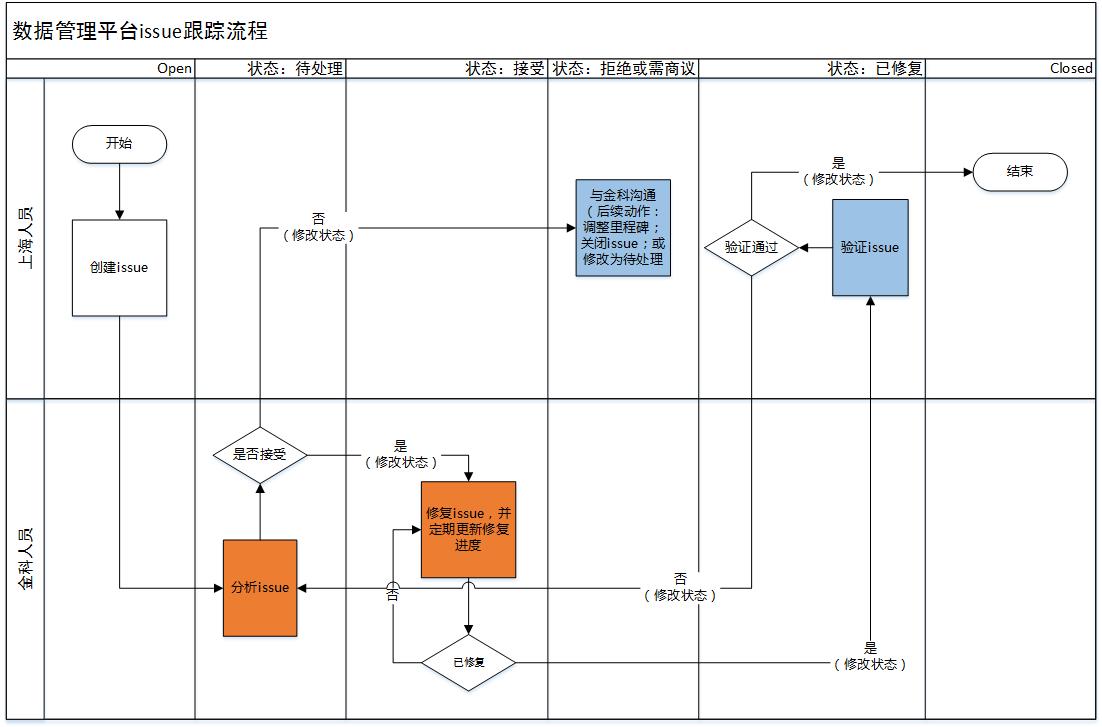 数据管理平台issue跟踪流程
Open
状态：待处理
状态：接受
状态：拒绝或需商议
状态：已修复
Closed
上海人员
开始
创建issue
否
（修改状态）
与金科沟通
（后续动作：
调整里程碑；
关闭issue；或
修改为待处理
是
（修改状态）
验证通过
验证issue
结束
金科人员
是否接受
是
（修改状态）
修复issue，并
定期更新修复
进度
分析issue
否
否
（修改状态）
已修复
是
（修改状态）